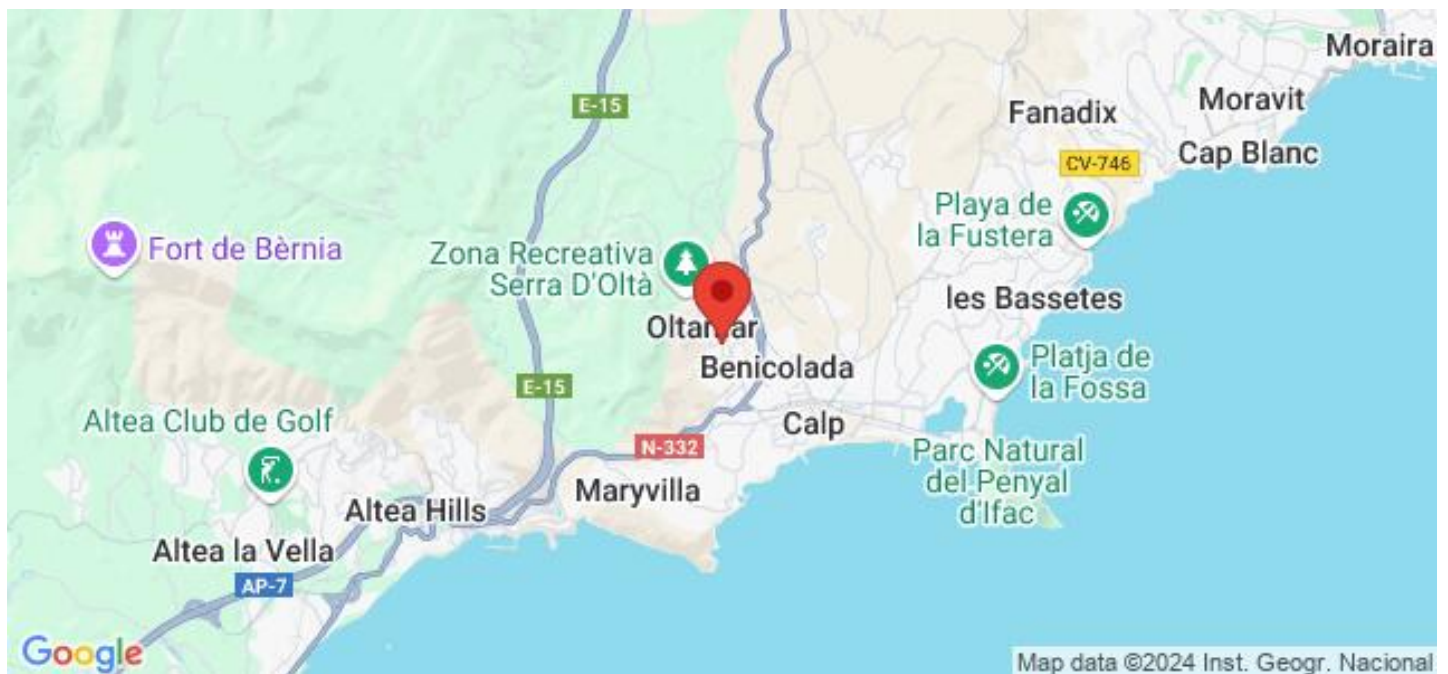 Moraira
E-15
Moravit
Fanadix
Cap Blanc
CV-746
Playa de
la Fustera
Fort de Bèrnia
Zona Recreativa
Serra D'Oltà
les Bassetes
Oltamar
Benicolada
Platja de
la Fossa
E-15
Altea Club de Golf
Calp
N-332
Parc Natural
del Penyal
d'Ifac
Maryvilla
Altea Hills
Altea la Vella
AP-7
Google
Map data ©2024 Inst. Geogr. Nacional